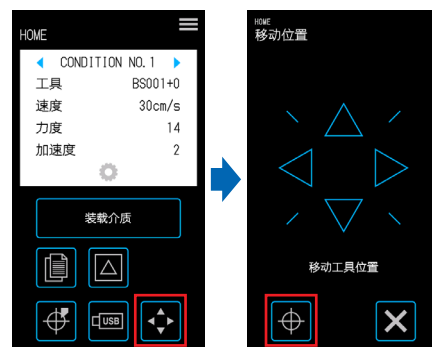 HOME
CONDITION NO.1
工具 BS001+0
速度 30cm/s
力度 14
加速度 2
装载介质
USB
HOME
移动位置
移动工具位置